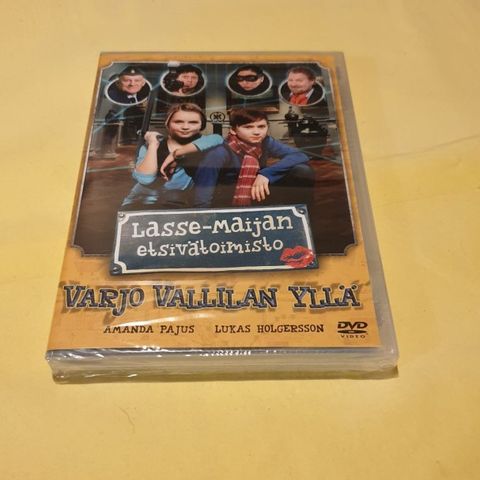 Lasse-Maijan
etsivätoimisto
VARJO VALLILAN YLLÄ
AMANDA PAJUS LUKAS HOLGERSSON
DVD
VIDEO